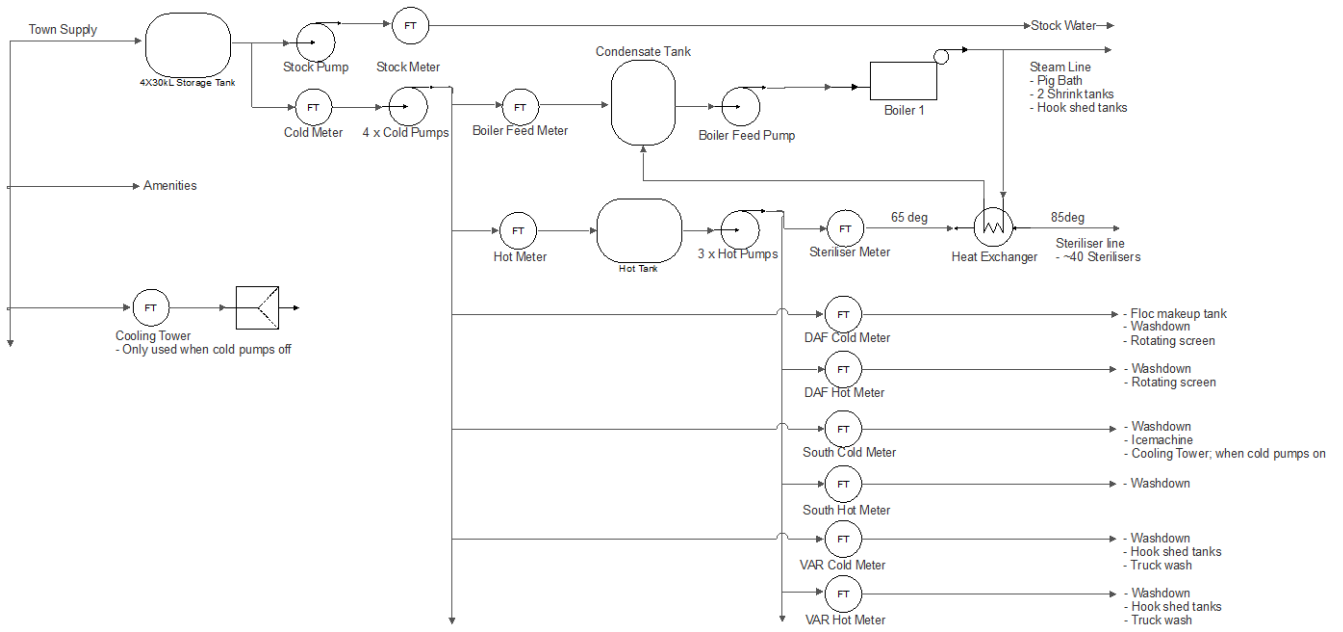 Town Supply
4X30kL Storage Tank
Stock Pump
FT
Stock Meter
Stock Water
FT
Cold Meter
4 x Cold Pumps
FT
Boiler Feed Meter
Condensate Tank
Boiler Feed Pump
Boiler 1
Steam Line
- Pig Bath
- 2 Shrink tanks
- Hook shed tanks
Amenities
FT
Hot Meter
Hot Tank
3 x Hot Pumps
FT
Steriliser Meter
65 deg
Heat Exchanger
85deg
Steriliser line
- ~40 Sterilisers
FT
Cooling Tower
- Only used when cold pumps off
FT
DAF Cold Meter
- Floc makeup tank
- Washdown
- Rotating screen
FT
DAF Hot Meter
- Washdown
- Rotating screen
FT
South Cold Meter
- Washdown
- Icemachine
- Cooling Tower; when cold pumps on
FT
South Hot Meter
- Washdown
FT
VAR Cold Meter
- Washdown
- Hook shed tanks
- Truck wash
FT
VAR Hot Meter
- Washdown
- Hook shed tanks
- Truck wash